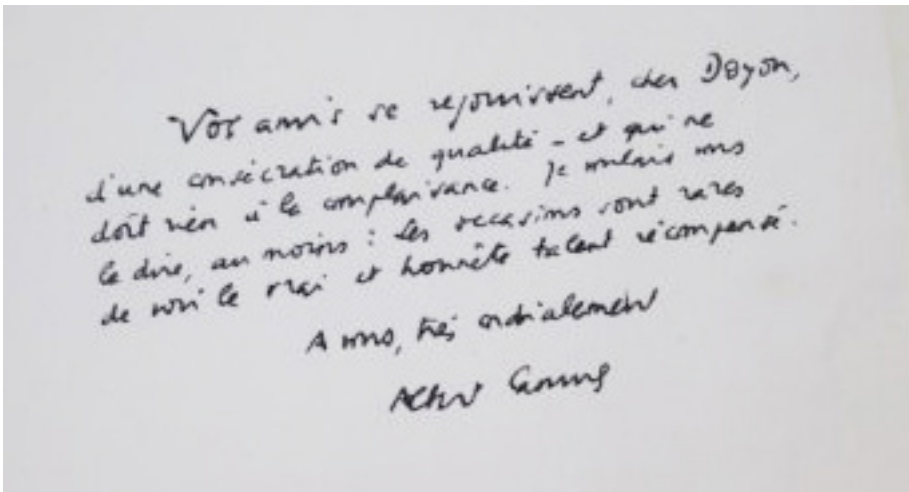 Vos amis se rejouissent, cher Doyon,
d'une consécration de qualité - et qui ne
doit rien à la complaisance. Je voulais vous
le dire, au moins : les occasions sont rares
de voir le vrai et honnête talent récompensé.
A vous, très cordialement
Albert Camus